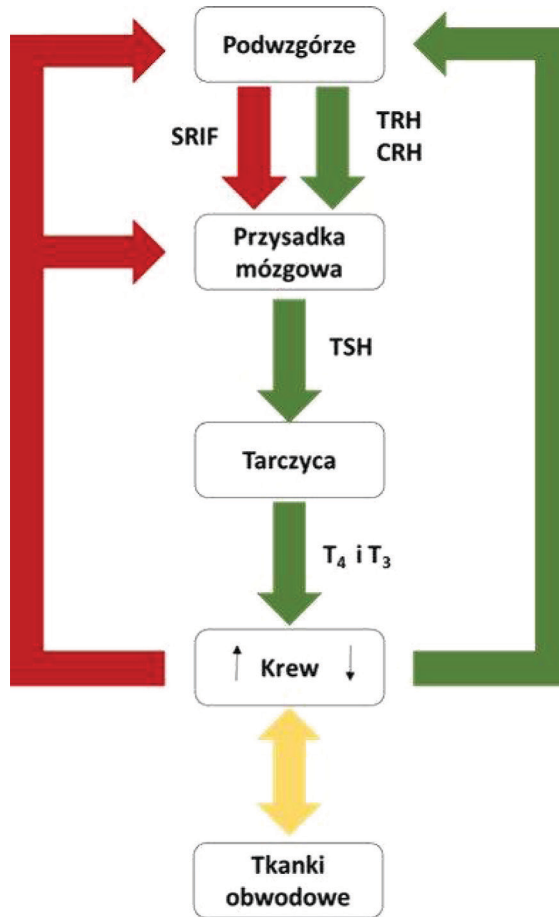 Podwzgórze
SRIF
TRH
CRH
Przysadka
mózgowa
TSH
Tarczyca
T₄ i T₃
↑ Krew ↓
Tkanki
obwodowe